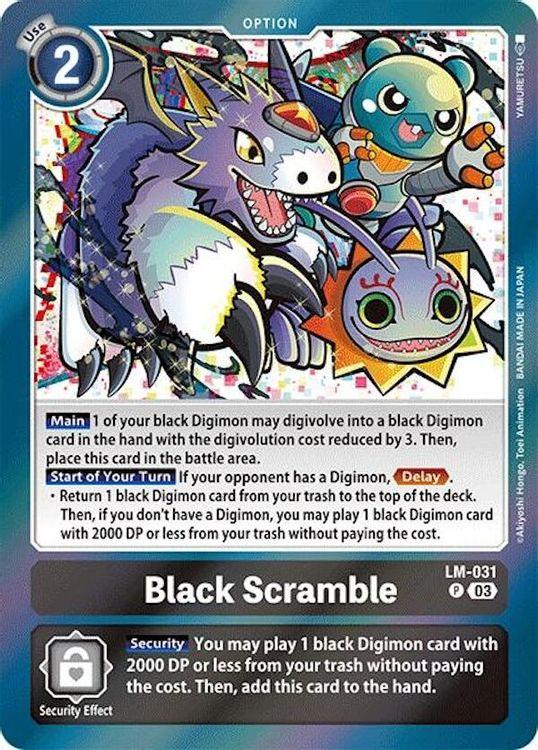 OPTION
Use
2
YAMURETSU
Main 1 of your black Digimon may digivolve into a black Digimon
card in the hand with the digivolution cost reduced by 3. Then,
place this card in the battle area.
Start of Your Turn If your opponent has a Digimon, Delay.
・Return 1 black Digimon card from your trash to the top of the deck.
Then, if you don't have a Digimon, you may play 1 black Digimon card
with 2000 DP or less from your trash without paying the cost.
©Akiyoshi Hongo, Toei Animation BANDAI MADE IN JAPAN
Black Scramble
LM-031
P 03
Security You may play 1 black Digimon card with
2000 DP or less from your trash without paying
the cost. Then, add this card to the hand.
Security Effect